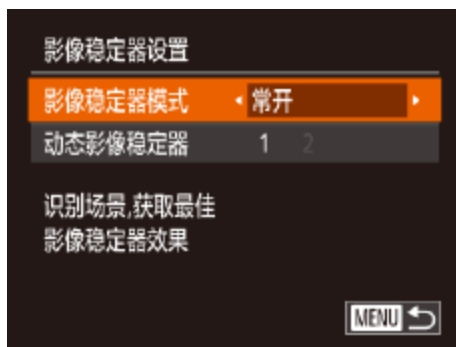 影像稳定器设置
影像稳定器模式 常开
动态影像稳定器 1 2
识别场景,获取最佳
影像稳定器效果
MENU